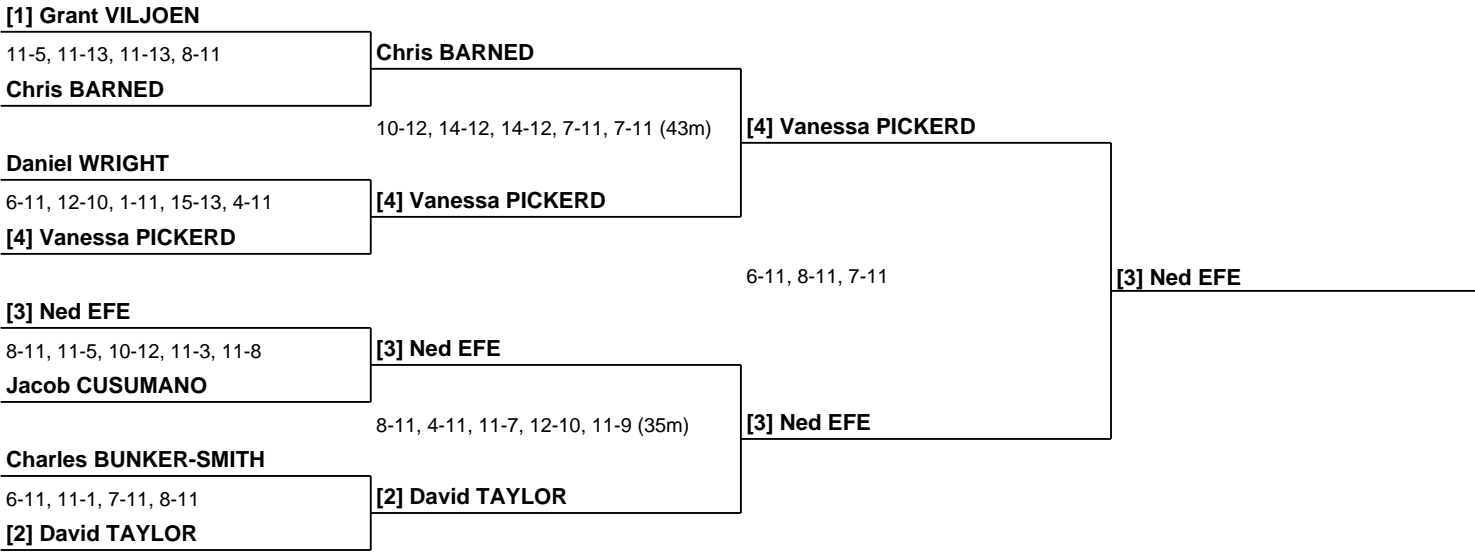 [1] Grant VILJOEN
11-5, 11-13, 11-13, 8-11
Chris BARNED
Chris BARNED
10-12, 14-12, 14-12, 7-11, 7-11 (43m)
[4] Vanessa PICKERD
Daniel WRIGHT
6-11, 12-10, 1-11, 15-13, 4-11
[4] Vanessa PICKERD
[4] Vanessa PICKERD
6-11, 8-11, 7-11
[3] Ned EFE
[3] Ned EFE
8-11, 11-5, 10-12, 11-3, 11-8
Jacob CUSUMANO
[3] Ned EFE
8-11, 4-11, 11-7, 12-10, 11-9 (35m)
[3] Ned EFE
Charles BUNKER-SMITH
6-11, 11-1, 7-11, 8-11
[2] David TAYLOR
[2] David TAYLOR